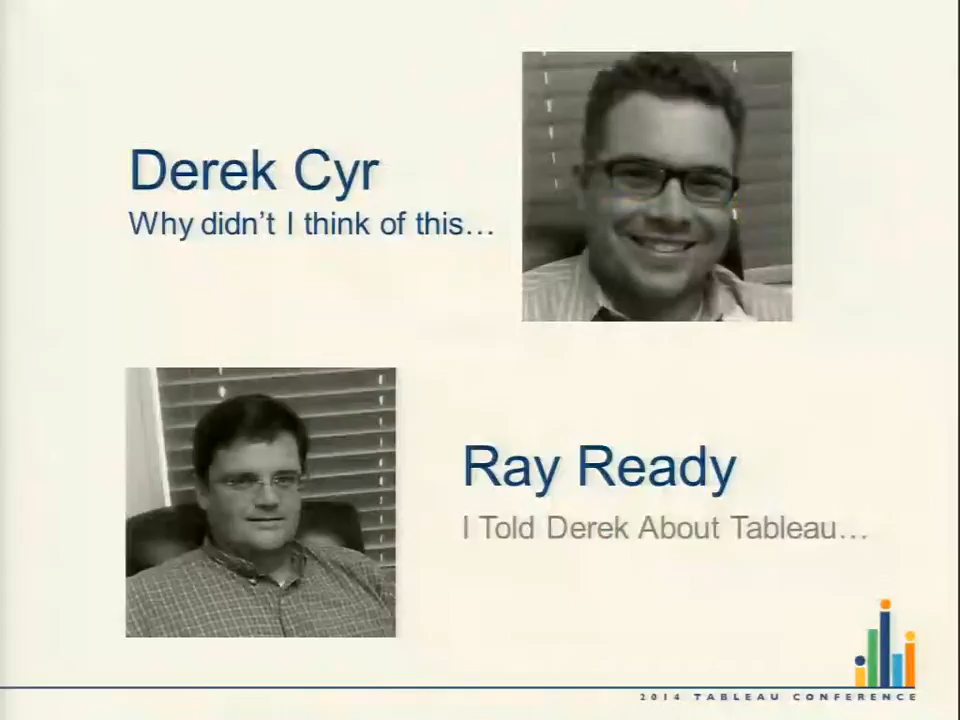 Derek Cyr
Why didn't I think of this…
Ray Ready
I Told Derek About Tableau…
2014 TABLEAU CONFERENCE